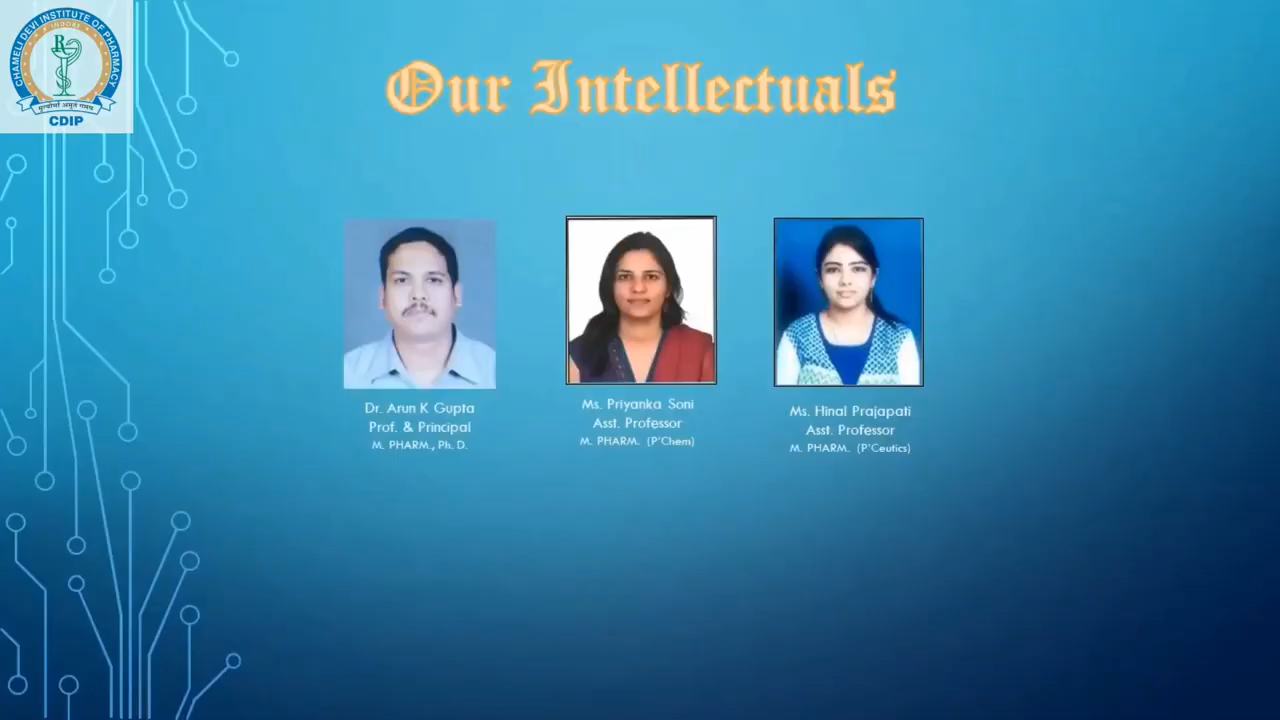 CHAMELI DEVI INSTITUTE OF PHARMACY
INDORE
CDIP
Our Intellectuals
Dr. Arun K Gupta
Prof. & Principal
M. PHARM., Ph. D.
Ms. Priyanka Soni
Asst. Professor
M. PHARM. (P'Chem)
Ms. Hinal Prajapati
Asst. Professor
M. PHARM. (P'Ceutics)